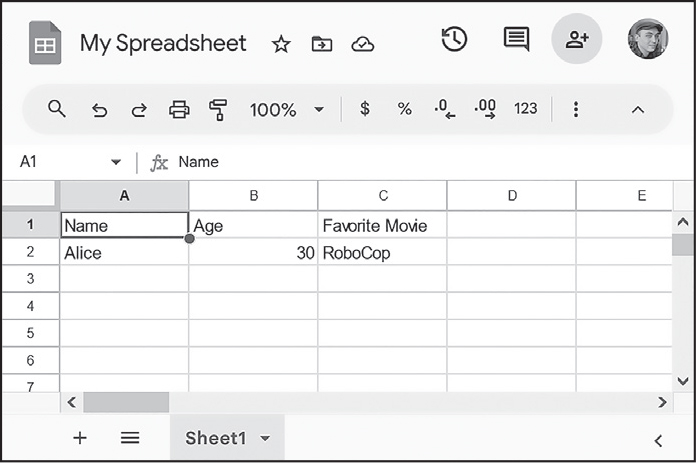 My Spreadsheet
100% $ % .0 .00 123
A1 fx Name
A B C D E
1 Name Age Favorite Movie
2 Alice 30 RoboCop
3
4
5
6
7
Sheet1